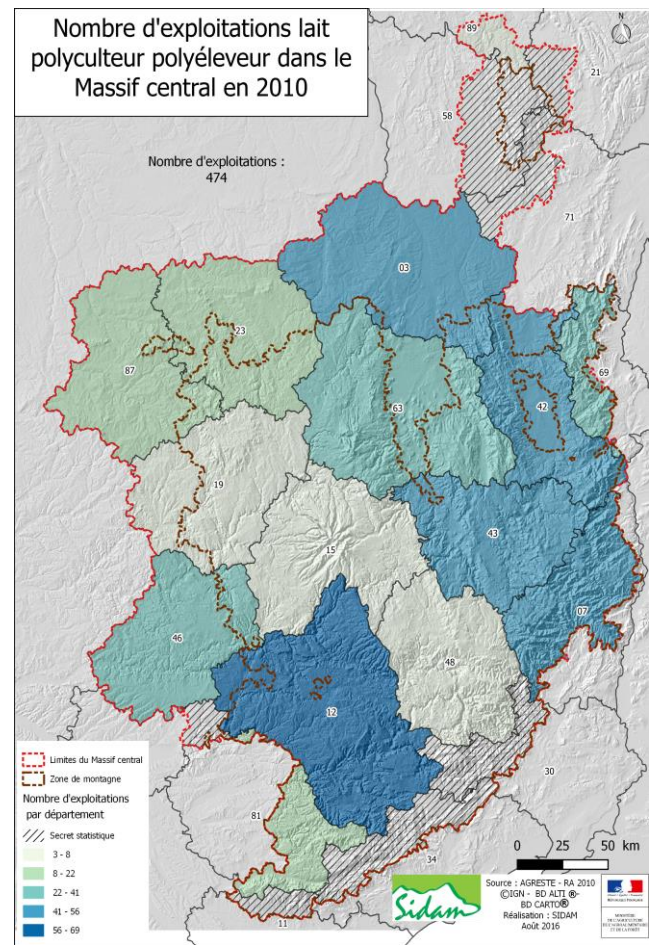 Nombre d'exploitations lait
polyculteur polyéleveur dans le
Massif central en 2010
N
89
21
58
Nombre d'exploitations :
474
71
03
23
87
69
63
42
19
15
43
07
46
48
12
30
81
34
11
Limites du Massif central
Zone de montagne
Nombre d'exploitations
par département
Secret statistique
3 - 8
8 - 22
22 - 41
41 - 56
56 - 69
0 25 50 km
Sidam
Source : AGRESTE - RA 2010
©IGN - BD ALTI ®-
BD CARTO®
Réalisation : SIDAM
Août 2016